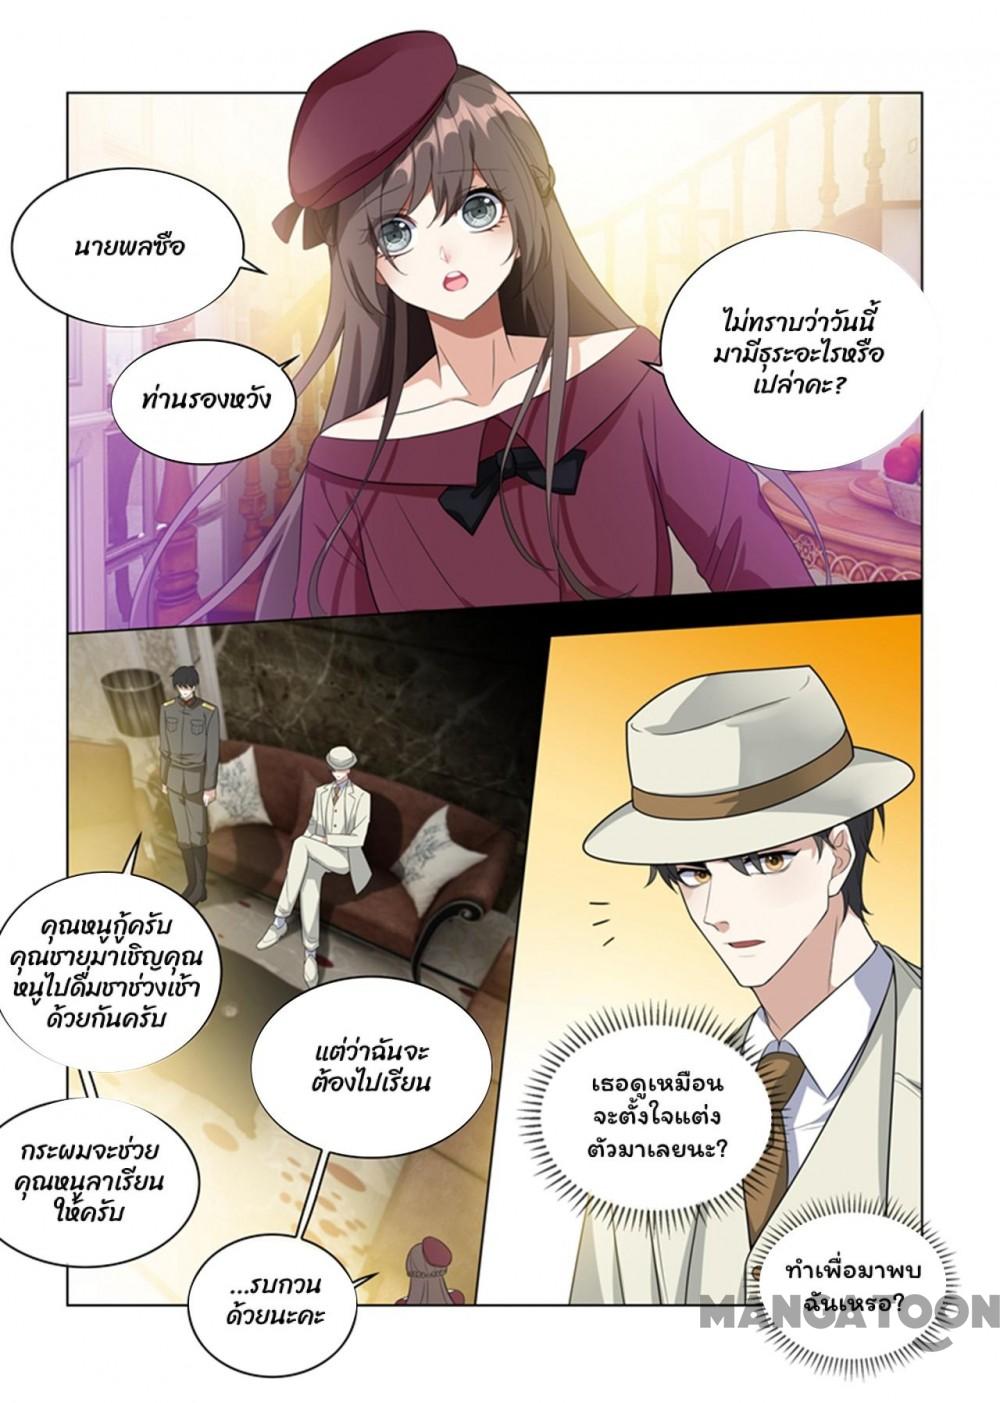 นายพลซือ
ท่านรองหวัง
ไม่ทราบว่าวันนี้
มามีธุระอะไรหรือ
เปล่าคะ?
คุณหนูกู้ครับ
คุณชายมาเชิญคุณ
หนูไปดื่มชาช่วงเช้า
ด้วยกันครับ
แต่ว่าฉันจะ
ต้องไปเรียน
กระผมจะช่วย
คุณหนูลาเรียน
ให้ครับ
...รบกวน
ด้วยนะคะ
เธอดูเหมือน
จะตั้งใจแต่ง
ตัวมาเลยนะ?
ทำเพื่อมาพบ
ฉันเหรอ?
MANGATOON